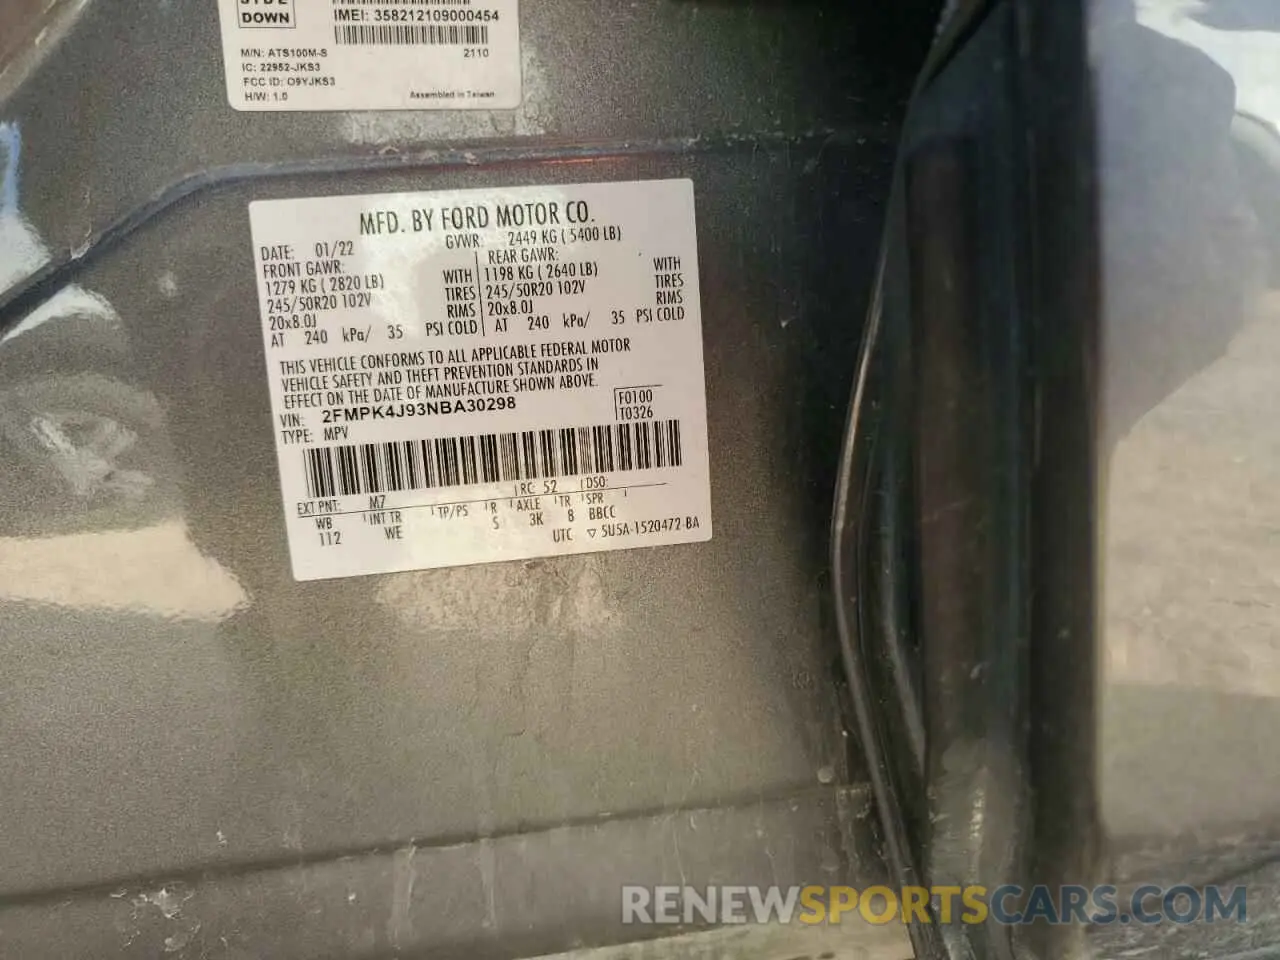 DOWN
IMEI: 358212109000454
M/N: ATS100M-S 2110
IC: 22952-JKS3
FCC ID: O9YJKS3
H/W: 1.0 Assembled in Taiwan
MFD. BY FORD MOTOR CO.
DATE: 01/22 GVWR: 2449 KG ( 5400 LB)
FRONT GAWR: REAR GAWR:
1279 KG ( 2820 LB) WITH 1198 KG ( 2640 LB) WITH
245/50R20 102V TIRES 245/50R20 102V TIRES
20x8.0J RIMS 20x8.0J RIMS
AT 240 kPa/ 35 PSI COLD AT 240 kPa/ 35 PSI COLD
THIS VEHICLE CONFORMS TO ALL APPLICABLE FEDERAL MOTOR
VEHICLE SAFETY AND THEFT PREVENTION STANDARDS IN
EFFECT ON THE DATE OF MANUFACTURE SHOWN ABOVE.
VIN: 2FMPK4J93NBA30298 F0100
TYPE: MPV T0326
EXT PNT: M7 RC: 52 DSO:
WB INT TR TP/PS R AXLE TR SPR
112 WE S 3K 8 BBCC
UTC ▽ 5U5A-1520472-BA
RENEWSPORTSCARS.COM